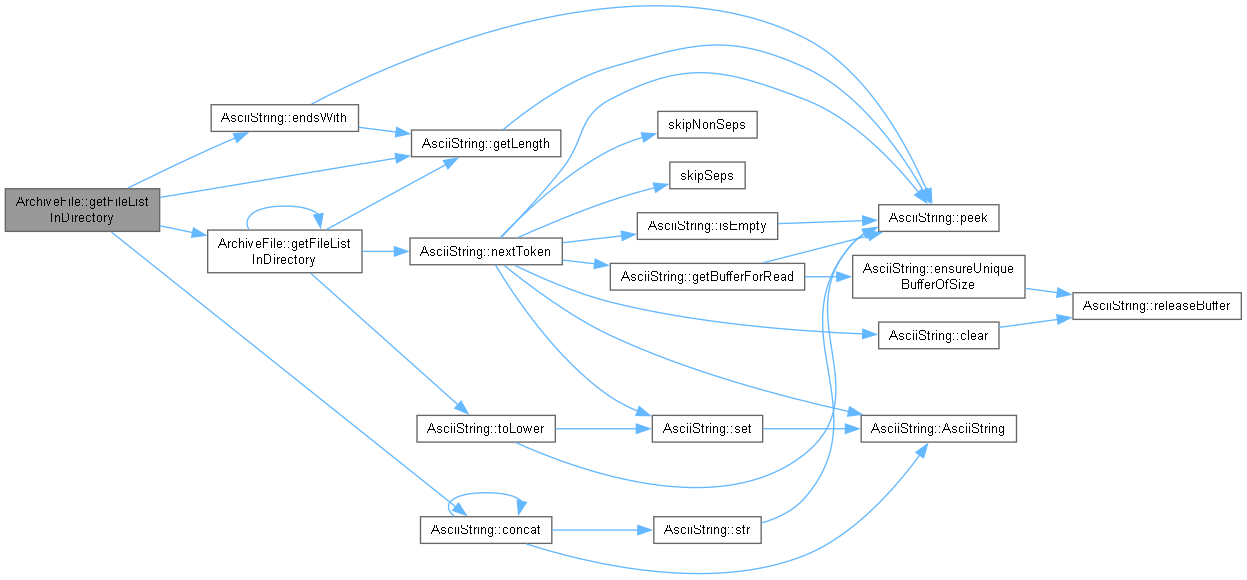 ArchiveFile::getFileList
InDirectory
AsciiString::endsWith
AsciiString::getLength
ArchiveFile::getFileList
InDirectory
AsciiString::nextToken
AsciiString::toLower
AsciiString::concat
skipNonSeps
skipSeps
AsciiString::isEmpty
AsciiString::getBufferForRead
AsciiString::set
AsciiString::str
AsciiString::peek
AsciiString::ensureUnique
BufferOfSize
AsciiString::clear
AsciiString::AsciiString
AsciiString::releaseBuffer